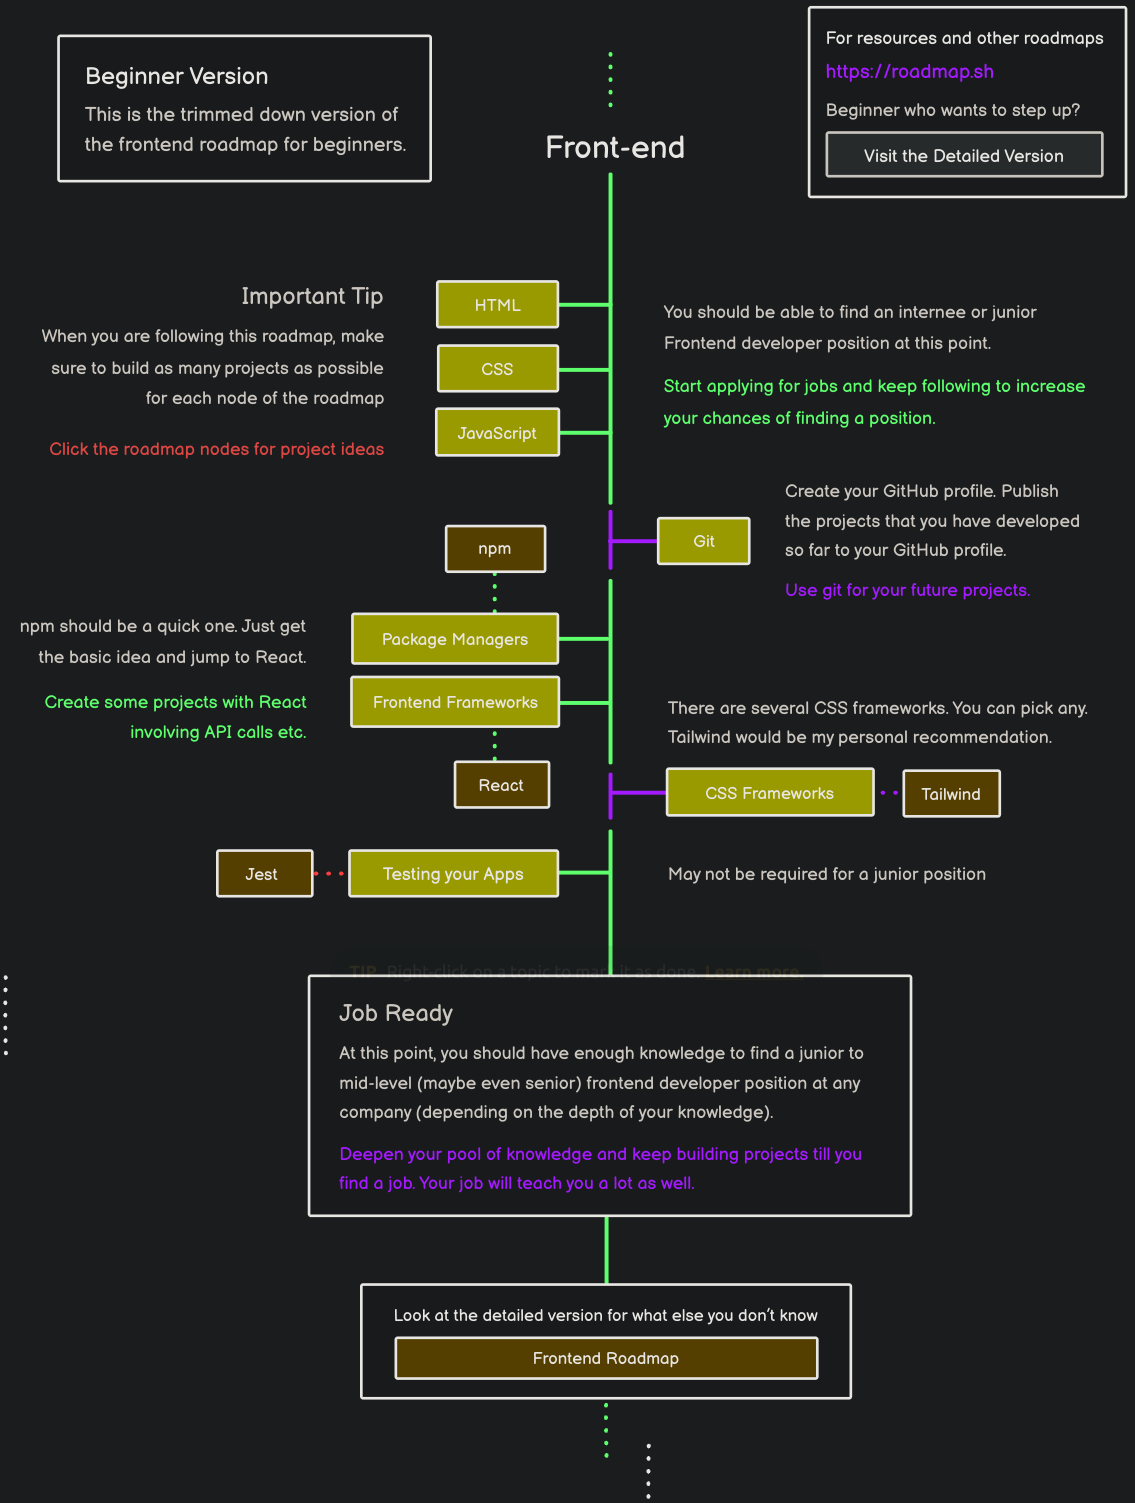 Beginner Version
This is the trimmed down version of
the frontend roadmap for beginners.
For resources and other roadmaps
https://roadmap.sh
Beginner who wants to step up?
Visit the Detailed Version
Front-end
Important Tip
When you are following this roadmap, make
sure to build as many projects as possible
for each node of the roadmap
Click the roadmap nodes for project ideas
HTML
CSS
JavaScript
You should be able to find an internee or junior
Frontend developer position at this point.
Start applying for jobs and keep following to increase
your chances of finding a position.
Git
Create your GitHub profile. Publish
the projects that you have developed
so far to your GitHub profile.
Use git for your future projects.
npm
Package Managers
npm should be a quick one. Just get
the basic idea and jump to React.
Create some projects with React
involving API calls etc.
Frontend Frameworks
React
There are several CSS frameworks. You can pick any.
Tailwind would be my personal recommendation.
CSS Frameworks
Tailwind
Jest
Testing your Apps
May not be required for a junior position
TIP Right-click on a topic to mark it as done. Learn more.
Job Ready
At this point, you should have enough knowledge to find a junior to
mid-level (maybe even senior) frontend developer position at any
company (depending on the depth of your knowledge).
Deepen your pool of knowledge and keep building projects till you
find a job. Your job will teach you a lot as well.
Look at the detailed version for what else you don't know
Frontend Roadmap